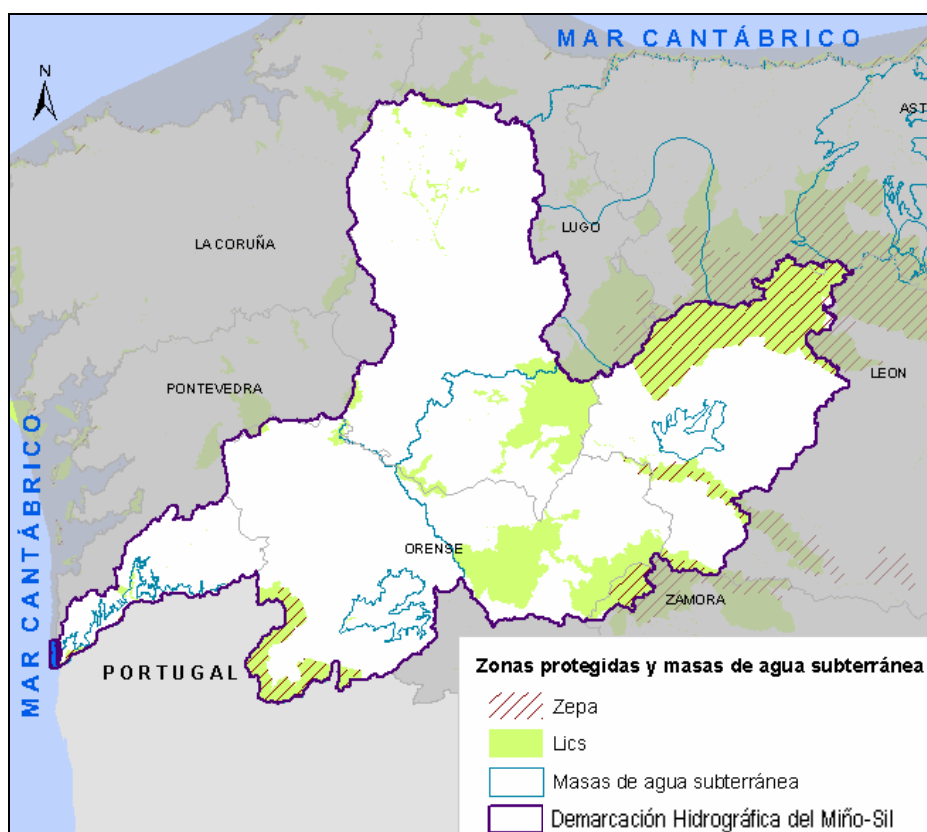 MAR CANTÁBRICO
N
AST
LUGO
LA CORUÑA
PONTEVEDRA
LEON
MAR CANTÁBRICO
ORENSE
ZAMORA
PORTUGAL
Zonas protegidas y masas de agua subterránea
Zepa
Lics
Masas de agua subterránea
Demarcación Hidrográfica del Miño-Sil